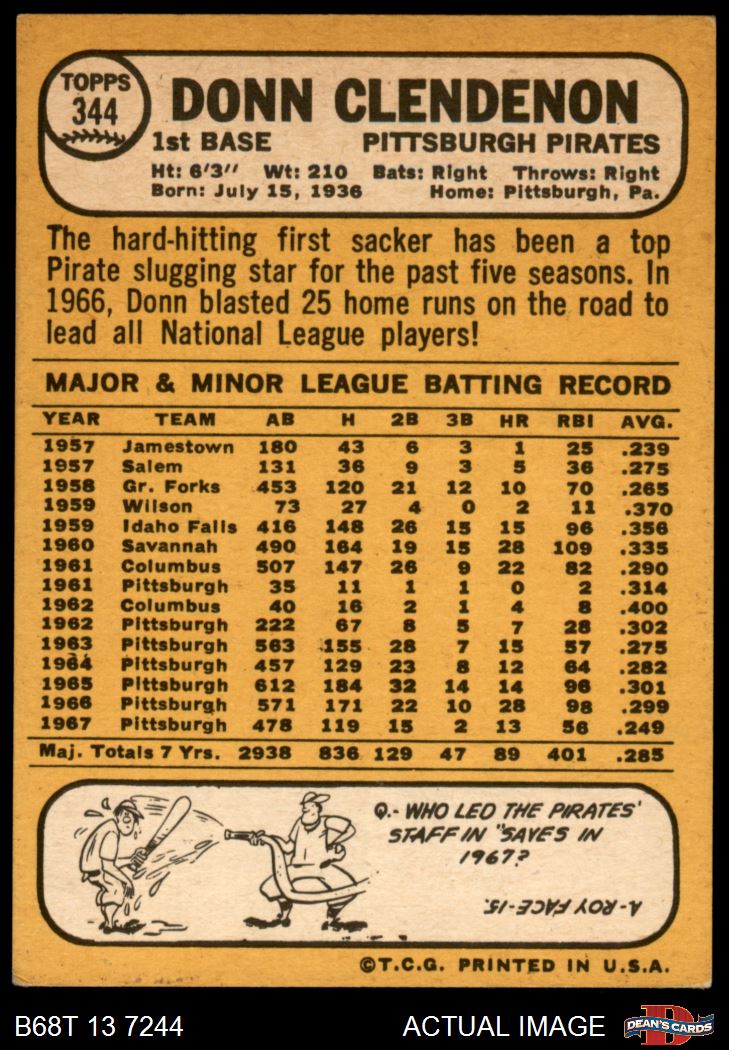 TOPPS
344
DONN CLENDENON
1st BASE PITTSBURGH PIRATES
Ht: 6'3" Wt: 210 Bats: Right Throws: Right
Born: July 15, 1936 Home: Pittsburgh, Pa.
The hard-hitting first sacker has been a top
Pirate slugging star for the past five seasons. In
1966, Donn blasted 25 home runs on the road to
lead all National League players!
MAJOR & MINOR LEAGUE BATTING RECORD
YEAR TEAM AB H 2B 3B HR RBI AVG.
1957 Jamestown 180 43 6 3 1 25 .239
1957 Salem 131 36 9 3 5 36 .275
1958 Gr. Forks 453 120 21 12 10 70 .265
1959 Wilson 73 27 4 0 2 11 .370
1959 Idaho Falls 416 148 26 15 15 96 .356
1960 Savannah 490 164 19 15 28 109 .335
1961 Columbus 507 147 26 9 22 82 .290
1961 Pittsburgh 35 11 1 1 0 2 .314
1962 Columbus 40 16 2 1 4 8 .400
1962 Pittsburgh 222 67 8 5 7 28 .302
1963 Pittsburgh 563 155 28 7 15 57 .275
1964 Pittsburgh 457 129 23 8 12 64 .282
1965 Pittsburgh 612 184 32 14 14 96 .301
1966 Pittsburgh 571 171 22 10 28 98 .299
1967 Pittsburgh 478 119 15 2 13 56 .249
Maj. Totals 7 Yrs. 2938 836 129 47 89 401 .285
Q.- WHO LED THE PIRATES'
STAFF IN "SAVES IN
1967?
A.- ROY FACE-15.
©T.C.G. PRINTED IN U.S.A.
B68T 13 7244 ACTUAL IMAGE D DEAN'S CARDS